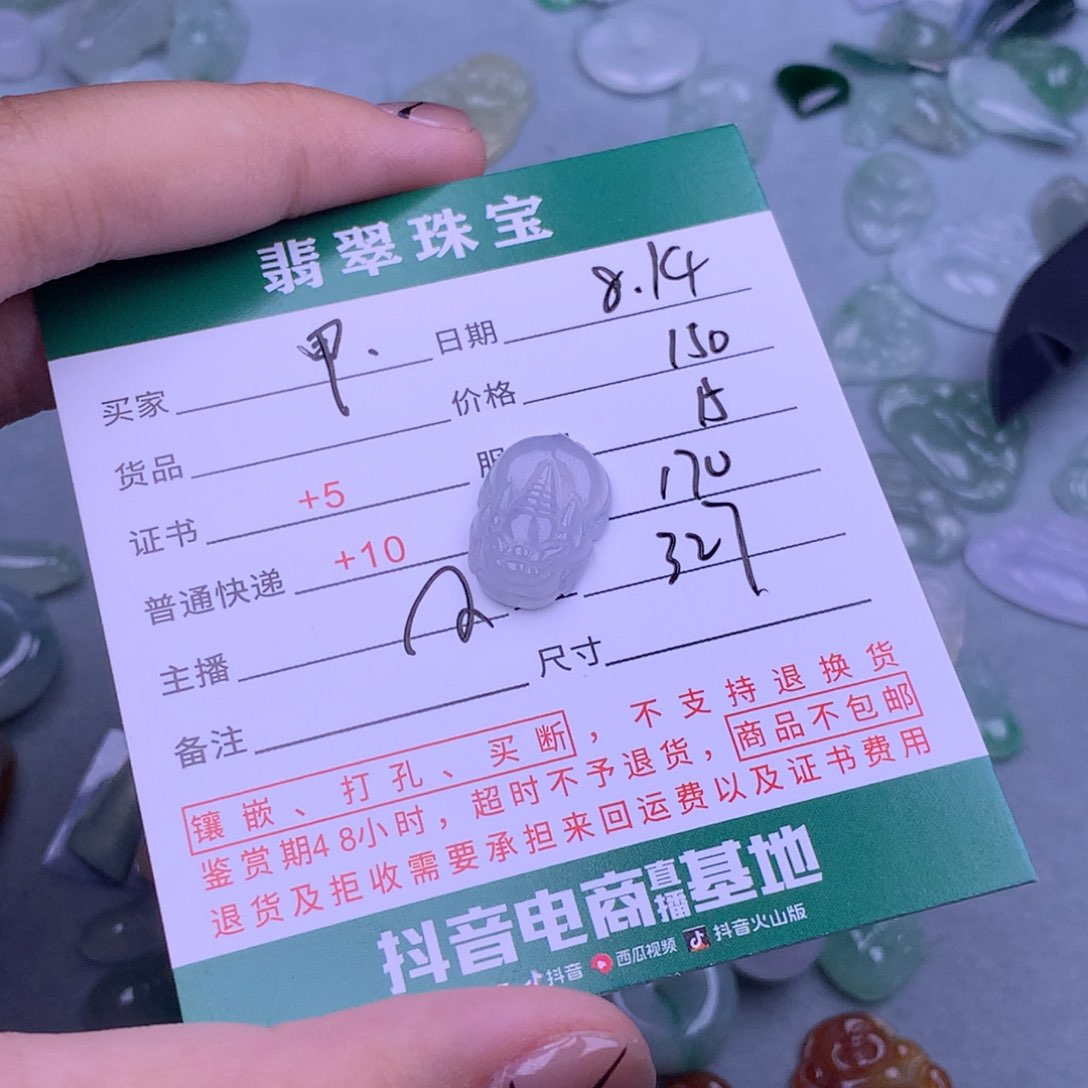 翡翠珠宝
买家 甲. 日期 8.14
货品 价格 150
证书 +5 服 15
普通快递 +10 170
主播 327
备注 尺寸
镶嵌、打孔、买断，不支持退换货
鉴赏期48小时，超时不予退货，商品不包邮
退货及拒收需要承担来回运费以及证书费用
抖音电商直播基地
抖音 西瓜视频 抖音火山版